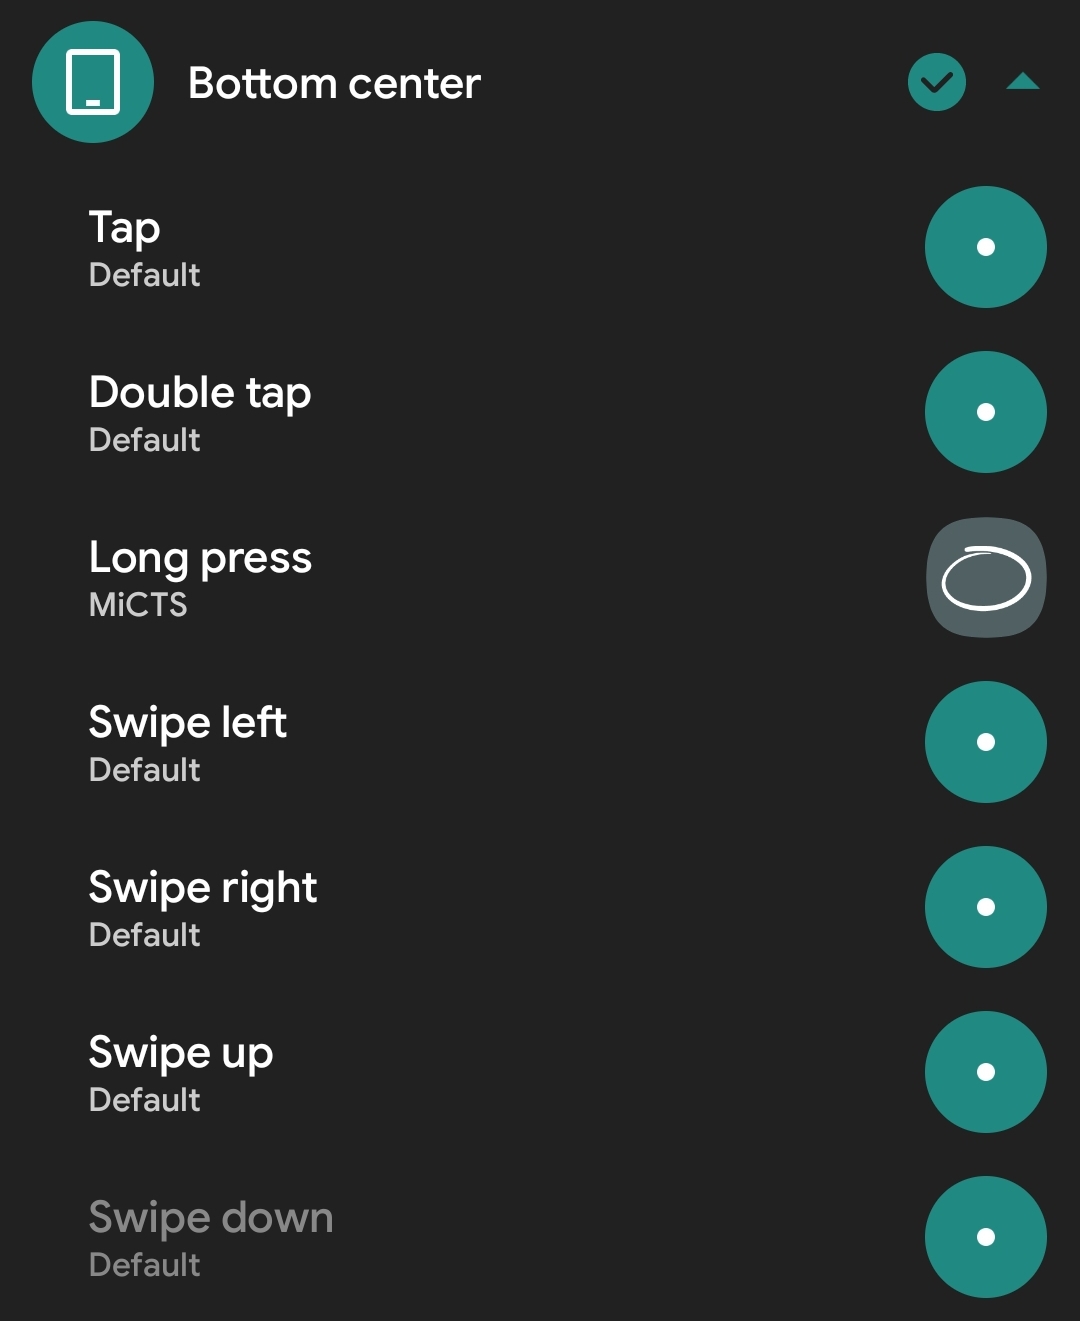 Bottom center
Tap
Default
Double tap
Default
Long press
MiCTS
Swipe left
Default
Swipe right
Default
Swipe up
Default
Swipe down
Default